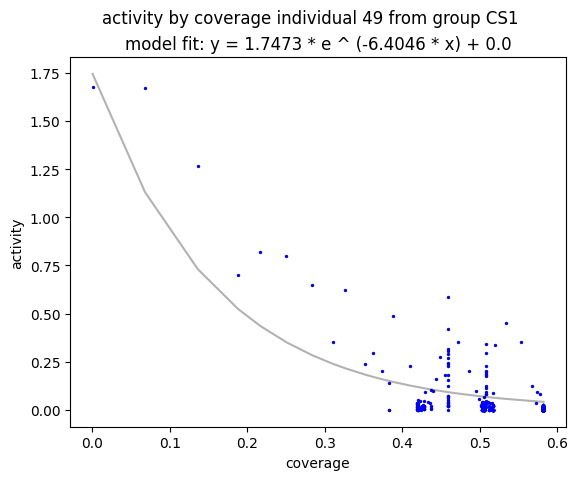 activity by coverage individual 49 from group CS1
model fit: y = 1.7473 * e ^ (-6.4046 * x) + 0.0
1.75
1.50
1.25
1.00
0.75
0.50
0.25
0.00
activity
0.0 0.1 0.2 0.3 0.4 0.5 0.6
coverage